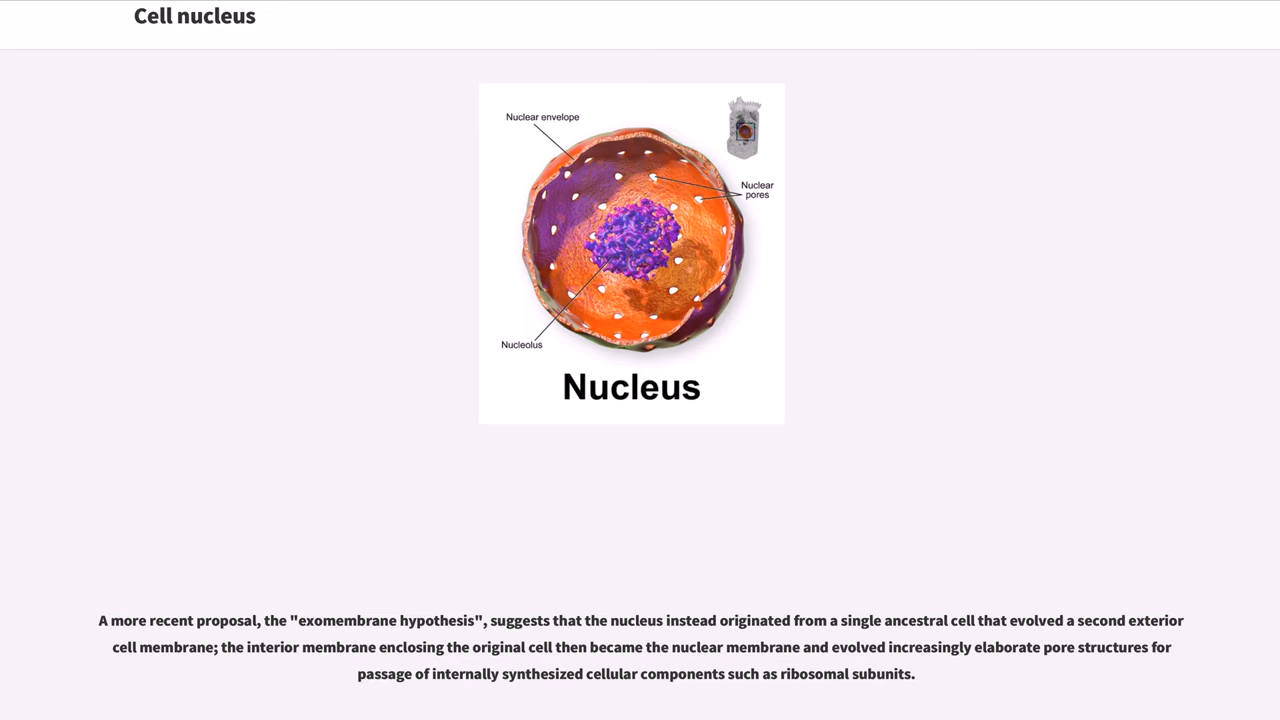 Cell nucleus
Nuclear envelope
Nuclear
pores
Nucleolus
Nucleus
A more recent proposal, the "exomembrane hypothesis", suggests that the nucleus instead originated from a single ancestral cell that evolved a second exterior
cell membrane; the interior membrane enclosing the original cell then became the nuclear membrane and evolved increasingly elaborate pore structures for
passage of internally synthesized cellular components such as ribosomal subunits.